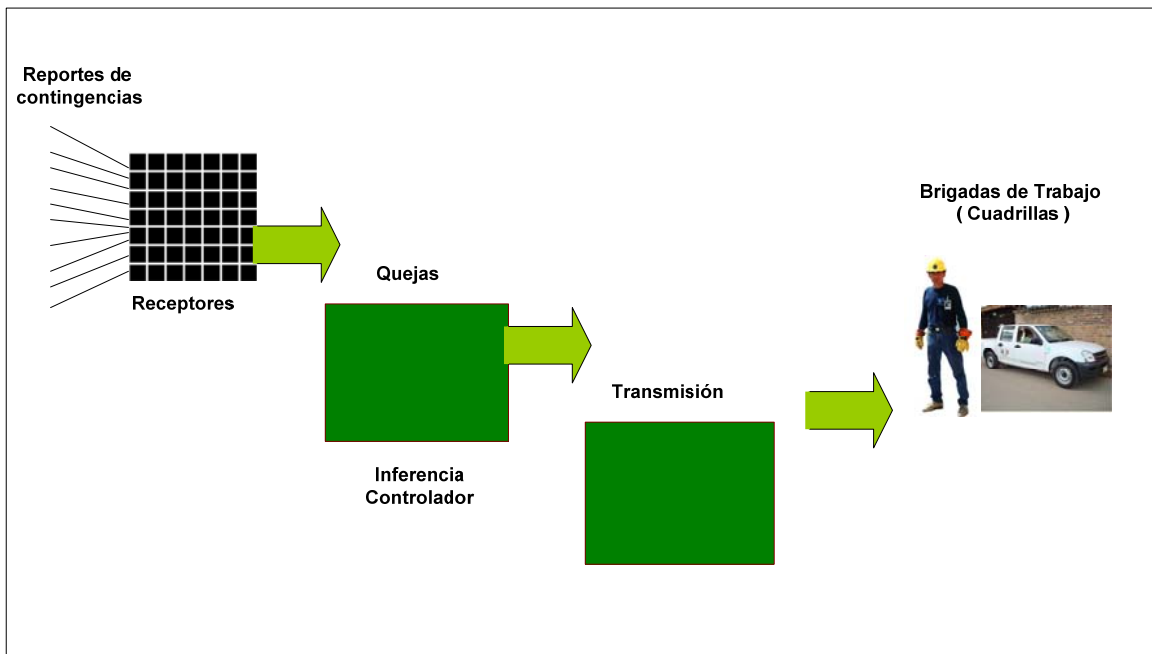 Reportes de
contingencias
Receptores
Quejas
Inferencia
Controlador
Transmisión
Brigadas de Trabajo
( Cuadrillas )